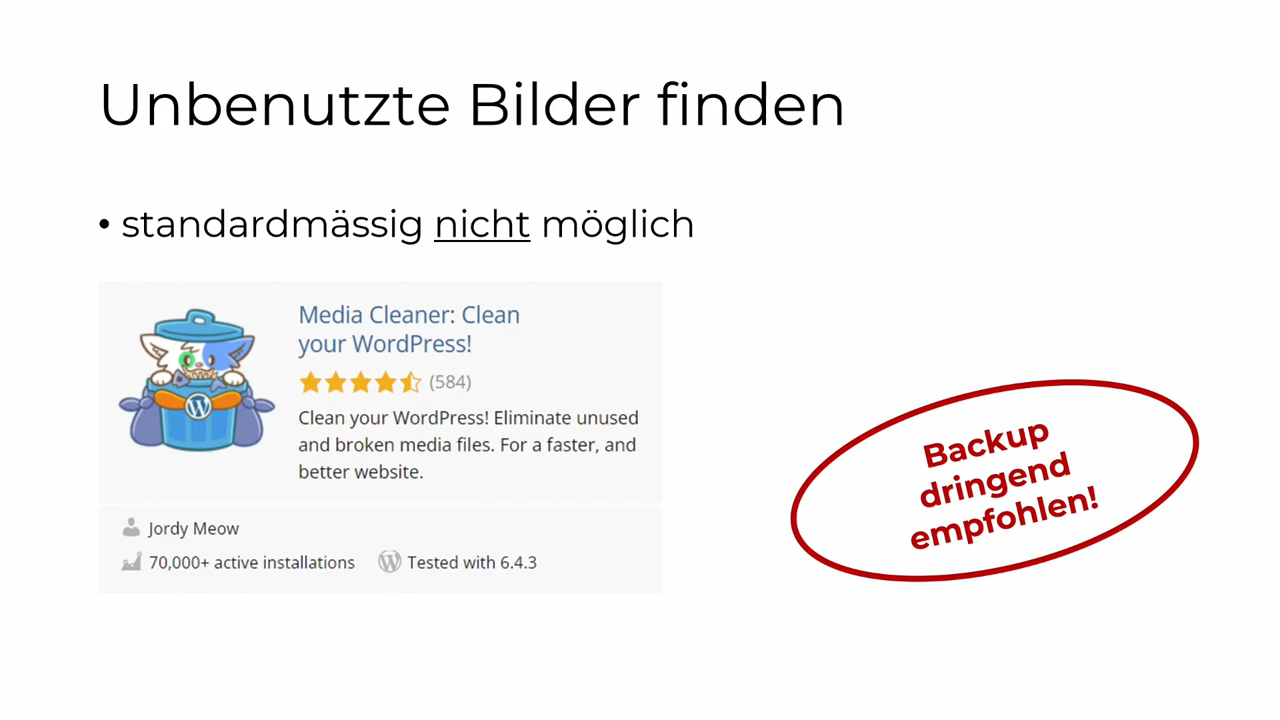 Unbenutzte Bilder finden
• standardmässig nicht möglich
Media Cleaner: Clean
your WordPress!
(584)
Clean your WordPress! Eliminate unused
and broken media files. For a faster, and
better website.
Jordy Meow
70,000+ active installations
Tested with 6.4.3
Backup
dringend
empfohlen!